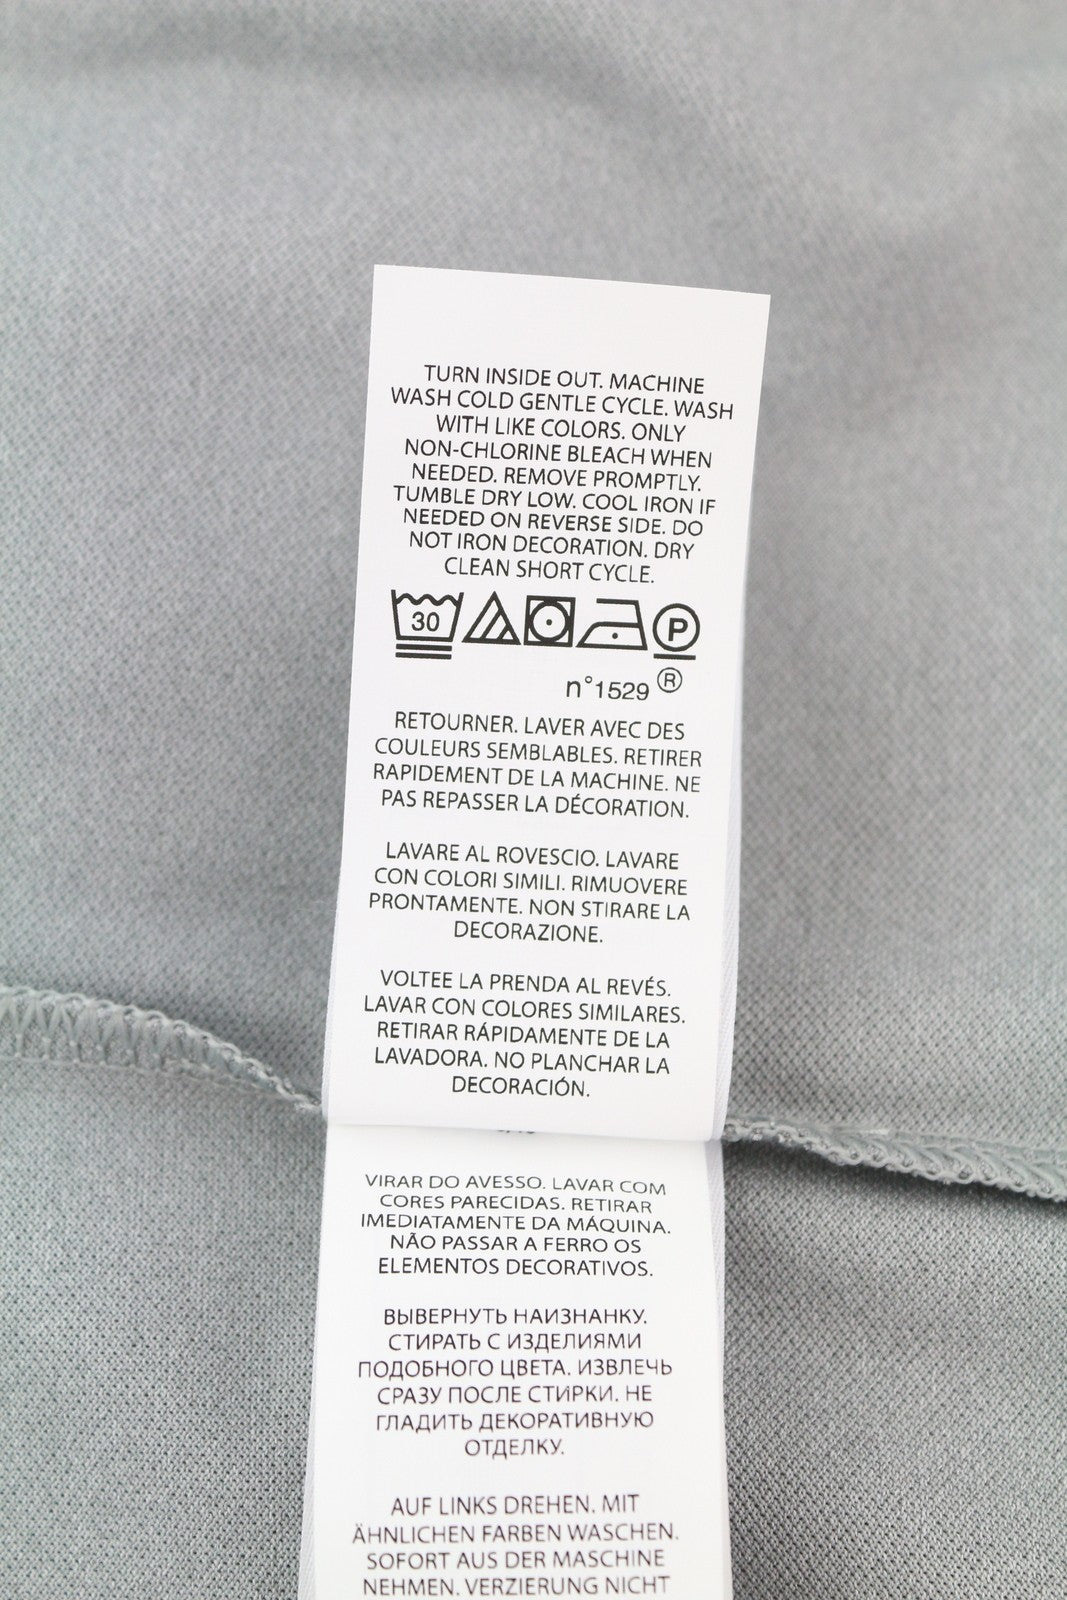 TURN INSIDE OUT. MACHINE
WASH COLD GENTLE CYCLE. WASH
WITH LIKE COLORS. ONLY
NON-CHLORINE BLEACH WHEN
NEEDED. REMOVE PROMPTLY.
TUMBLE DRY LOW. COOL IRON IF
NEEDED ON REVERSE SIDE. DO
NOT IRON DECORATION. DRY
CLEAN SHORT CYCLE.
30 P
n°1529 ®
RETOURNER. LAVER AVEC DES
COULEURS SEMBLABLES. RETIRER
RAPIDEMENT DE LA MACHINE. NE
PAS REPASSER LA DÉCORATION.
LAVARE AL ROVESCIO. LAVARE
CON COLORI SIMILI. RIMUOVERE
PRONTAMENTE. NON STIRARE LA
DECORAZIONE.
VOLTEE LA PRENDA AL REVÉS.
LAVAR CON COLORES SIMILARES.
RETIRAR RÁPIDAMENTE DE LA
LAVADORA. NO PLANCHAR LA
DECORACIÓN.
VIRAR DO AVESSO. LAVAR COM
CORES PARECIDAS. RETIRAR
IMEDIATAMENTE DA MÁQUINA.
NÃO PASSAR A FERRO OS
ELEMENTOS DECORATIVOS.
ВЫВЕРНУТЬ НАИЗНАНКУ.
СТИРАТЬ С ИЗДЕЛИЯМИ
ПОДОБНОГО ЦВЕТА. ИЗВЛЕЧЬ
СРАЗУ ПОСЛЕ СТИРКИ. НЕ
ГЛАДИТЬ ДЕКОРАТИВНУЮ
ОТДЕЛКУ.
AUF LINKS DREHEN. MIT
ÄHNLICHEN FARBEN WASCHEN.
SOFORT AUS DER MASCHINE
NEHMEN. VERZIERUNG NICHT